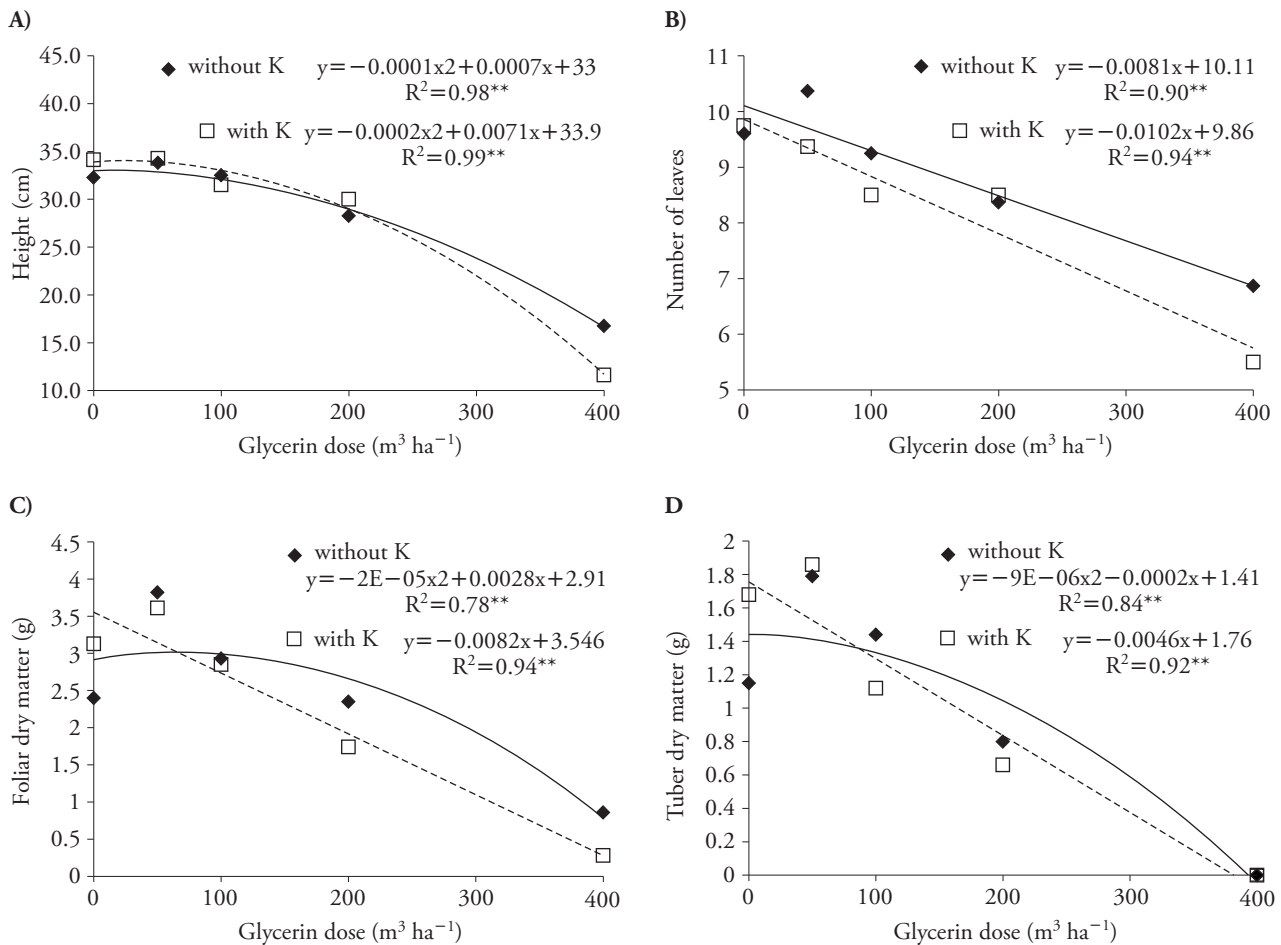 A)
45.0
40.0
35.0
30.0
25.0
20.0
15.0
10.0
Height (cm)
without K y=−0.0001x2+0.0007x+33
R²=0.98**
with K y=−0.0002x2+0.0071x+33.9
R²=0.99**
0 100 200 300 400
Glycerin dose (m³ ha⁻¹)
B)
11
10
9
8
7
6
5
Number of leaves
without K y=−0.0081x+10.11
R²=0.90**
with K y=−0.0102x+9.86
R²=0.94**
0 100 200 300 400
Glycerin dose (m³ ha⁻¹)
C)
4.5
4
3.5
3
2.5
2
1.5
1
0.5
0
Foliar dry matter (g)
without K
y=−2E−05x2+0.0028x+2.91
R²=0.78**
with K y=−0.0082x+3.546
R²=0.94**
0 100 200 300 400
Glycerin dose (m³ ha⁻¹)
D
2
1.8
1.6
1.4
1.2
1
0.8
0.6
0.4
0.2
0
Tuber dry matter (g)
without K
y=−9E−06x2−0.0002x+1.41
R²=0.84**
with K y=−0.0046x+1.76
R²=0.92**
0 100 200 300 400
Glycerin dose (m³ ha⁻¹)